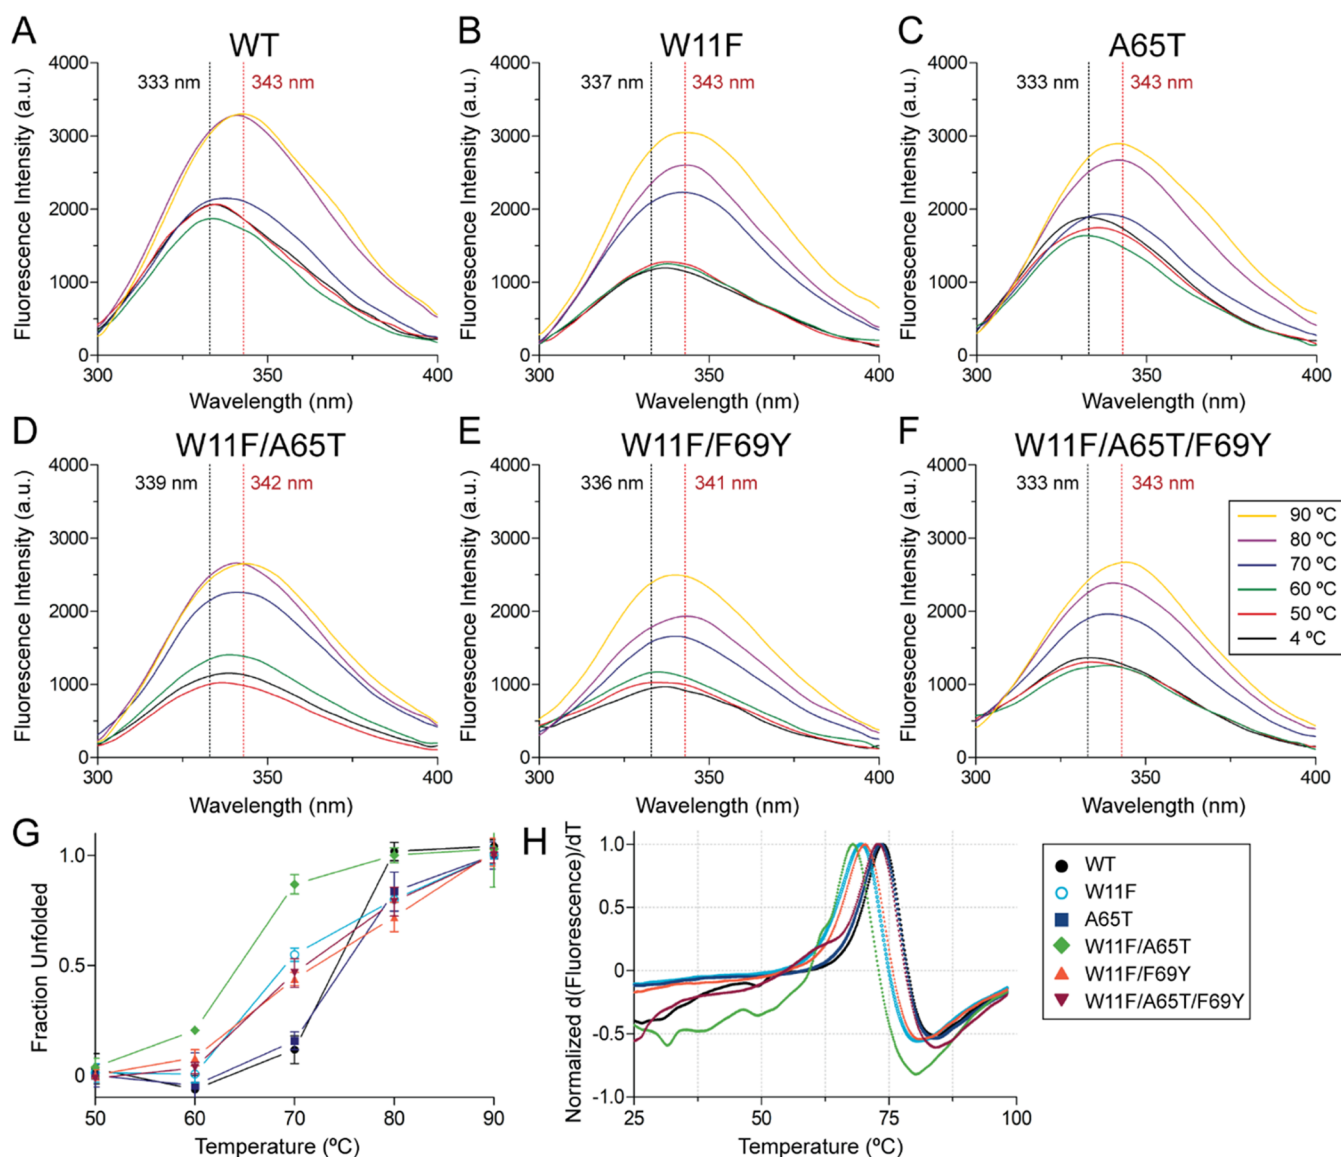 A
WT
4000
3000
2000
1000
0
300
350
400
333 nm
343 nm
Fluorescence Intensity (a.u.)
Wavelength (nm)
B
W11F
4000
3000
2000
1000
0
300
350
400
337 nm
343 nm
Fluorescence Intensity (a.u.)
Wavelength (nm)
C
A65T
4000
3000
2000
1000
0
300
350
400
333 nm
343 nm
Fluorescence Intensity (a.u.)
Wavelength (nm)
D
W11F/A65T
4000
3000
2000
1000
0
300
350
400
339 nm
342 nm
Fluorescence Intensity (a.u.)
Wavelength (nm)
E
W11F/F69Y
4000
3000
2000
1000
0
300
350
400
336 nm
341 nm
Fluorescence Intensity (a.u.)
Wavelength (nm)
F
W11F/A65T/F69Y
4000
3000
2000
1000
0
300
350
400
333 nm
343 nm
Fluorescence Intensity (a.u.)
Wavelength (nm)
90 ºC
80 ºC
70 ºC
60 ºC
50 ºC
4 ºC
G
1.0
0.5
0
50
60
70
80
90
Fraction Unfolded
Temperature (ºC)
H
1.0
0.5
0
-0.5
-1.0
25
50
75
100
Normalized d(Fluorescence)/dT
Temperature (ºC)
WT
W11F
A65T
W11F/A65T
W11F/F69Y
W11F/A65T/F69Y